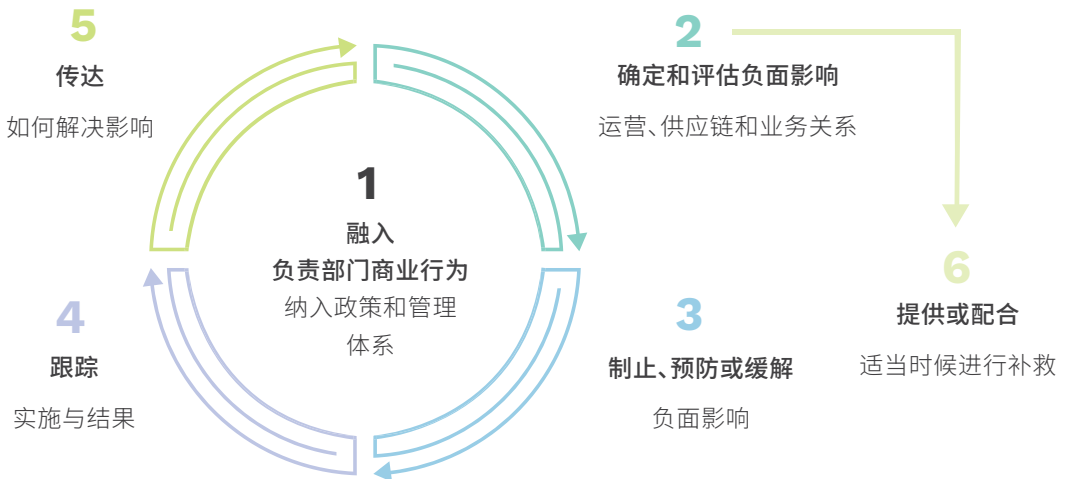 1
融入
负责部门商业行为
纳入政策和管理
体系
2
确定和评估负面影响
运营、供应链和业务关系
3
制止、预防或缓解
负面影响
4
跟踪
实施与结果
5
传达
如何解决影响
6
提供或配合
适当时候进行补救